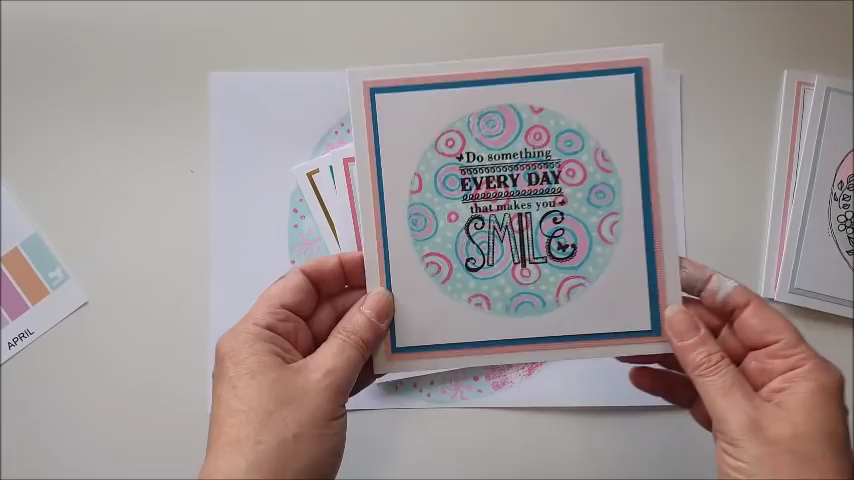 Do something
EVERY DAY
that makes you
SMILE
APRIL